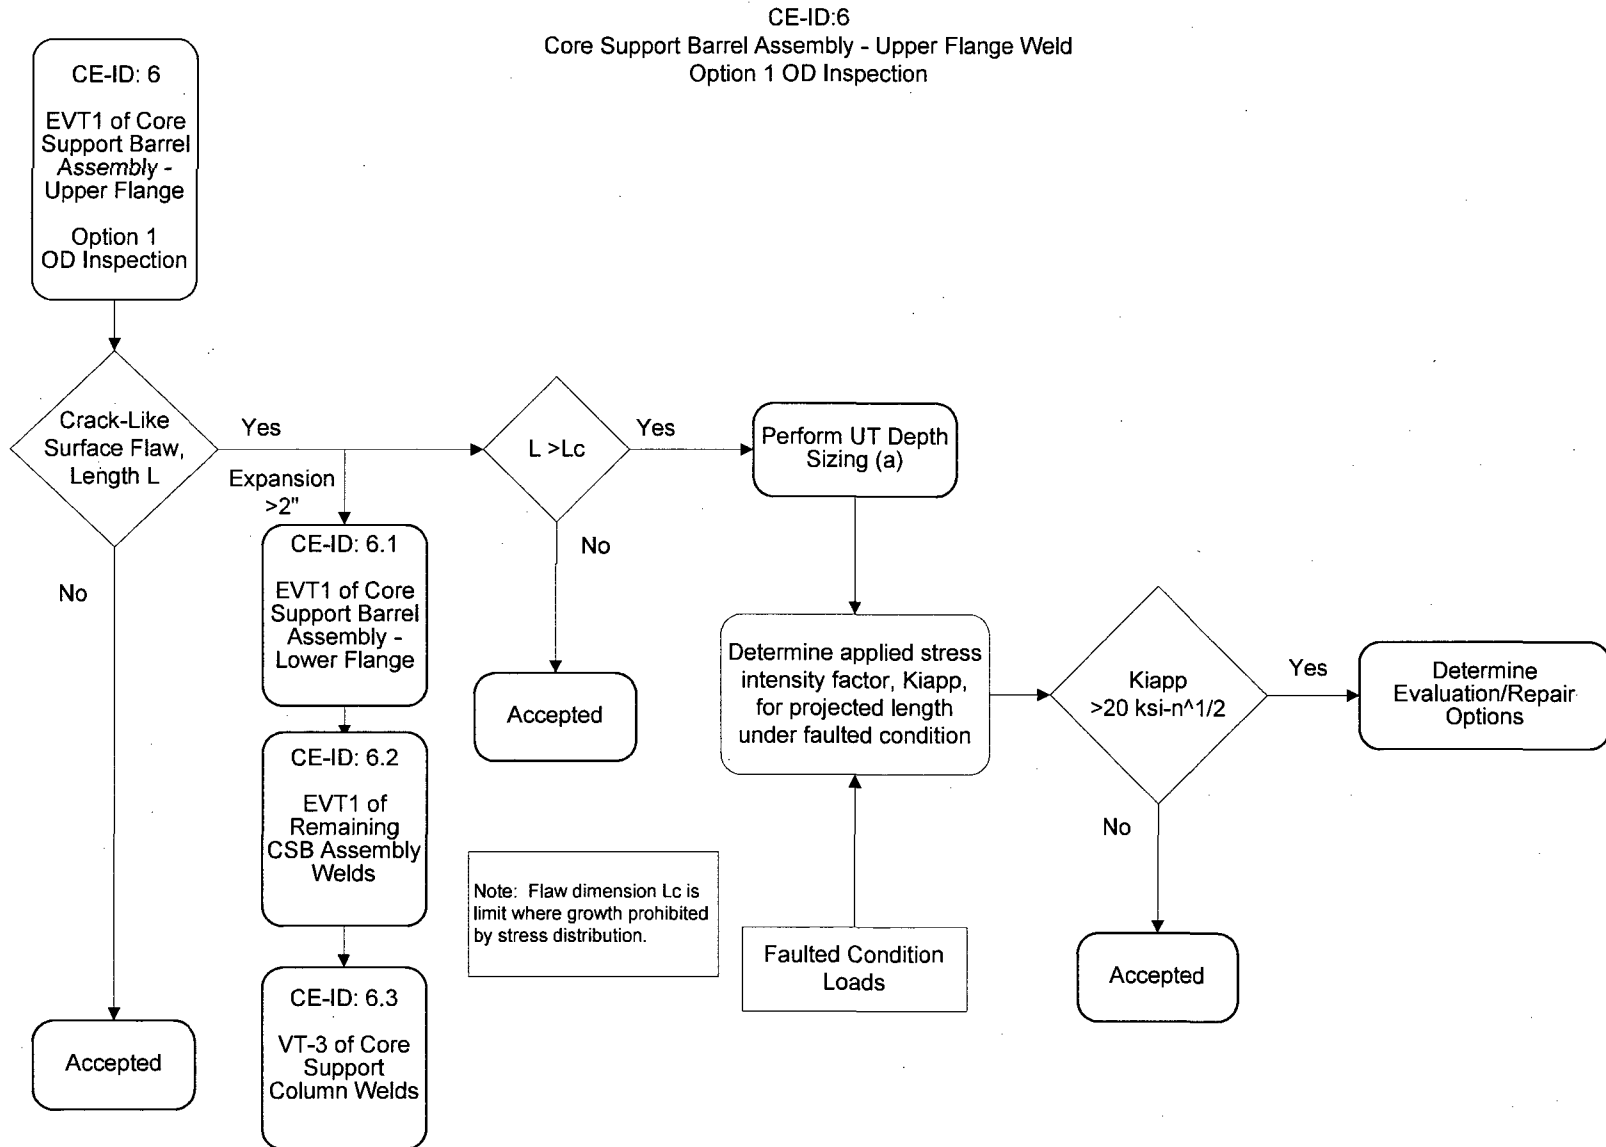 CE-ID:6
Core Support Barrel Assembly - Upper Flange Weld
Option 1 OD Inspection
CE-ID: 6
EVT1 of Core
Support Barrel
Assembly -
Upper Flange
Option 1
OD Inspection
Crack-Like
Surface Flaw,
Length L
Yes
Expansion
>2"
No
Accepted
CE-ID: 6.1
EVT1 of Core
Support Barrel
Assembly -
Lower Flange
CE-ID: 6.2
EVT1 of
Remaining
CSB Assembly
Welds
CE-ID: 6.3
VT-3 of Core
Support
Column Welds
L >Lc
Yes
No
Accepted
Note: Flaw dimension Lc is
limit where growth prohibited
by stress distribution.
Perform UT Depth
Sizing (a)
Determine applied stress
intensity factor, Kiapp,
for projected length
under faulted condition
Faulted Condition
Loads
Kiapp
>20 ksi-n^1/2
Yes
No
Accepted
Determine
Evaluation/Repair
Options